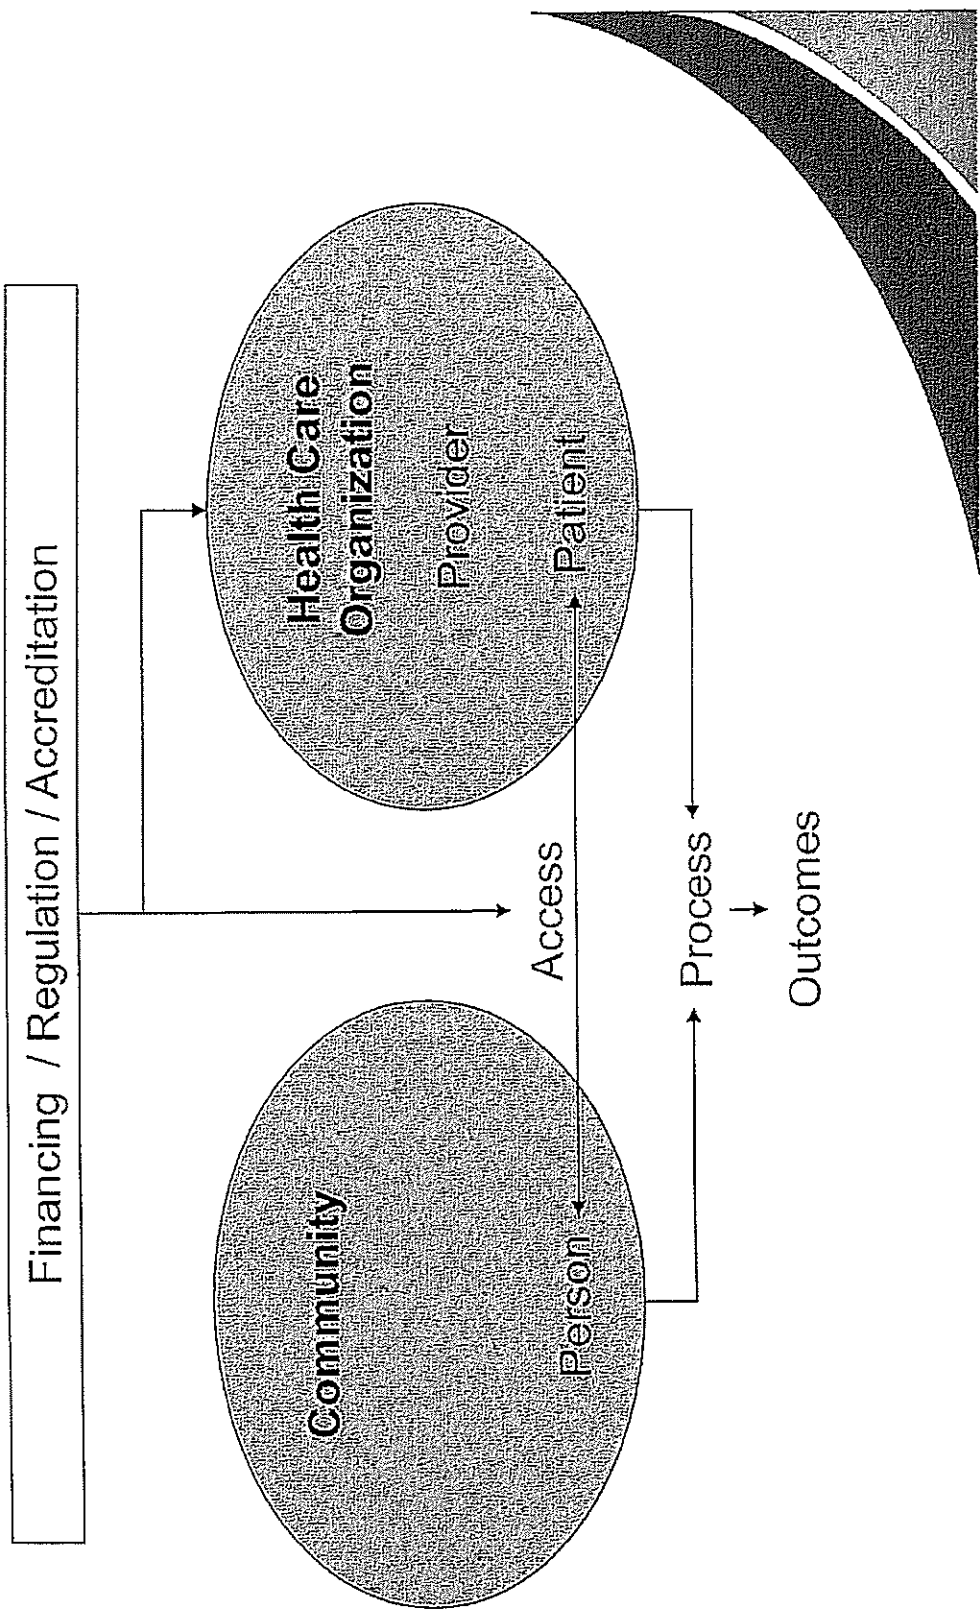 Financing / Regulation / Accreditation
Community
Health Care
Organization
Provider
Access
Person
Patient
Process
Outcomes